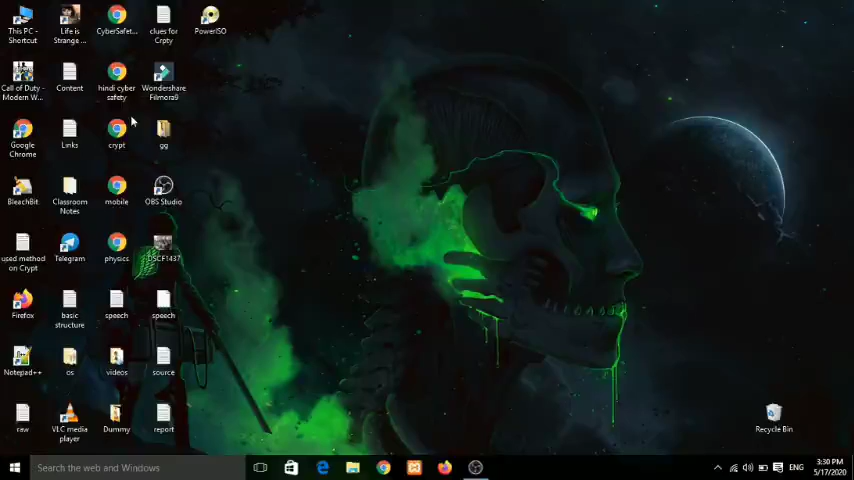 This PC -
Shortcut
Life is
Strange ...
CyberSafet...
clues for
Crpty
PowerISO
Call of Duty -
Modern W...
Content
hindi cyber
safety
Wondershare
Filmora9
Google
Chrome
Links
crypt
gg
BleachBit
Classroom
Notes
mobile
OBS Studio
used method
on Crypt
Telegram
physics
DSCF1437
Firefox
basic
structure
speech
speech
Notepad++
os
videos
source
raw
VLC media
player
Dummy
report
Recycle Bin
Search the web and Windows
ENG
3:30 PM
5/17/2020